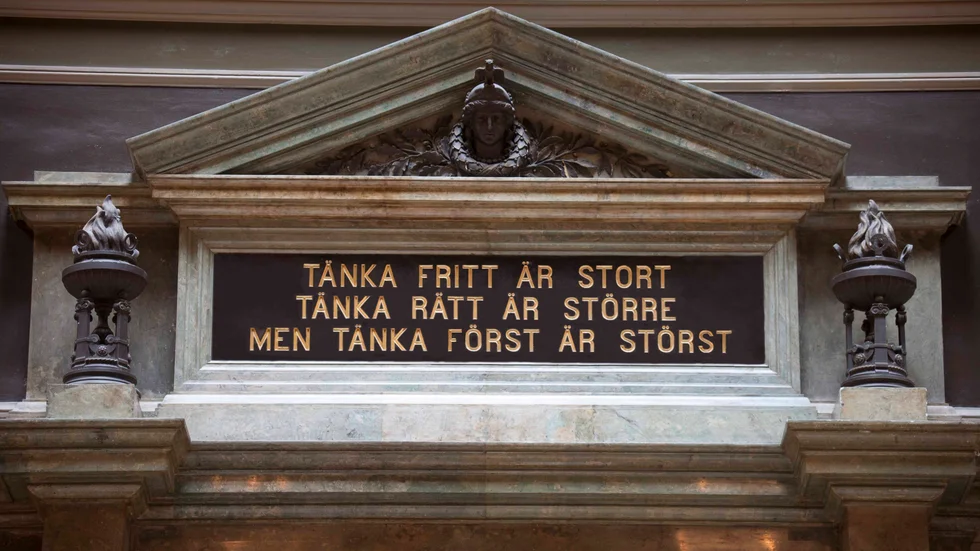 TÄNKA FRITT ÄR STORT
TÄNKA RÄTT ÄR STÖRRE
MEN TÄNKA FÖRST ÄR STÖRST